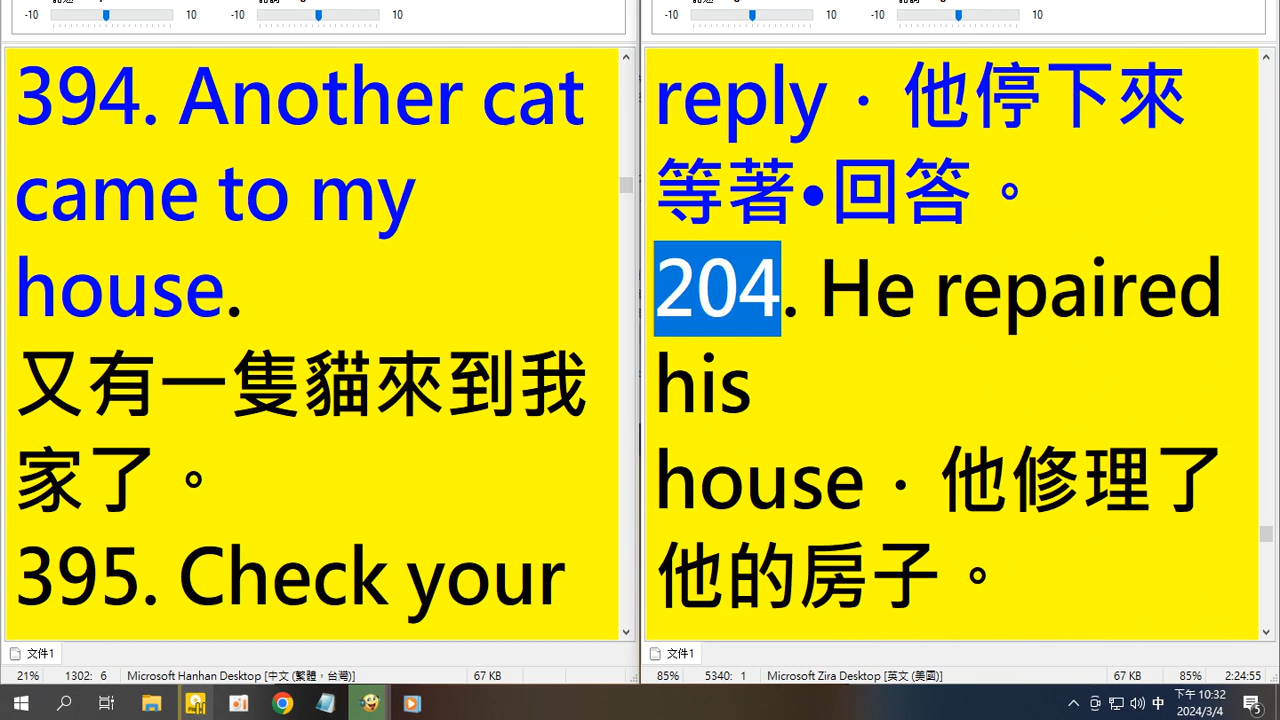 -10 10 -10 10
394. Another cat
came to my
house.
又有一隻貓來到我
家了。
395. Check your
文件1
21% 1302: 6 Microsoft Hanhan Desktop [中文 (繁體，台灣)] 67 KB
-10 10 -10 10
reply．他停下來
等著•回答。
204. He repaired
his
house．他修理了
他的房子。
文件1
85% 5340: 1 Microsoft Zira Desktop [英文 (美國)] 67 KB 85% 2:24:55
中
下午 10:32
2024/3/4
5